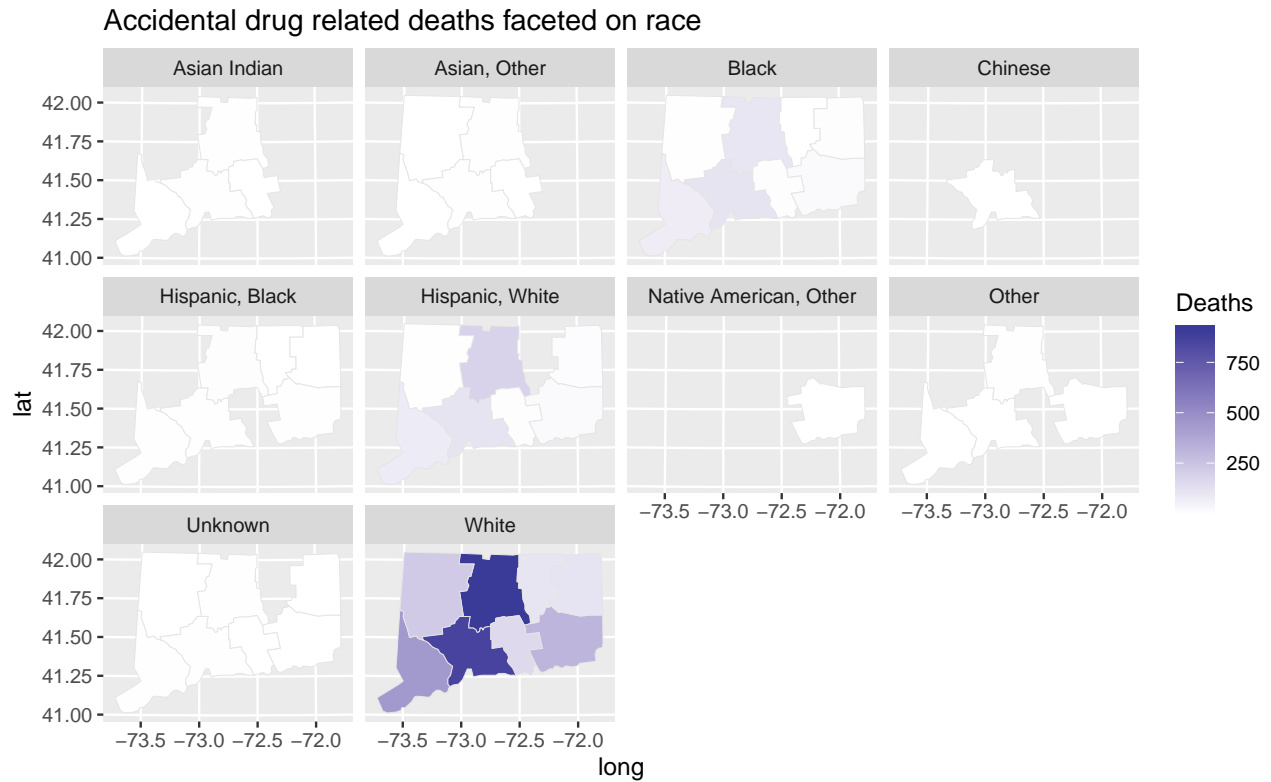 Accidental drug related deaths faceted on race
Asian Indian
Asian, Other
Black
Chinese
42.00
41.75
41.50
41.25
41.00
Hispanic, Black
Hispanic, White
Native American, Other
Other
42.00
41.75
41.50
41.25
41.00
−73.5 −73.0 −72.5 −72.0
−73.5 −73.0 −72.5 −72.0
Unknown
White
42.00
41.75
41.50
41.25
41.00
−73.5 −73.0 −72.5 −72.0
−73.5 −73.0 −72.5 −72.0
lat
long
Deaths
750
500
250